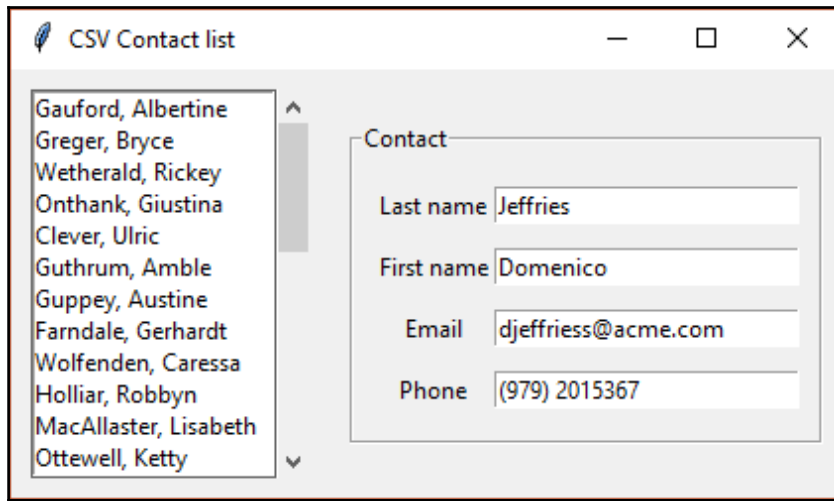 CSV Contact list
Gauford, Albertine
Greger, Bryce
Wetherald, Rickey
Onthank, Giustina
Clever, Ulric
Guthrum, Amble
Guppey, Austine
Farndale, Gerhardt
Wolfenden, Caressa
Holliar, Robbyn
MacAllaster, Lisabeth
Ottewell, Ketty
Contact
Last name Jeffries
First name Domenico
Email djeffriess@acme.com
Phone (979) 2015367